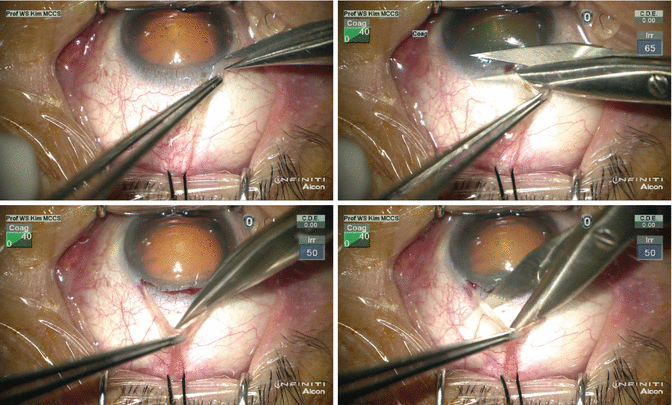 Prof WS Kim MCCS
INFINITI
Alcon
Prof WS Kim MCCS
Coag
40
0
Coag
0
C D E
0.00
Irr
65
INFINITI
Alcon
Prof WS Kim MCCS
Coag
40
0
0
C D E
0.00
Irr
50
INFINITI
Alcon
Prof WS Kim MCCS
Coag
40
0
0
C D E
0.00
Irr
50
INFINITI
Alcon